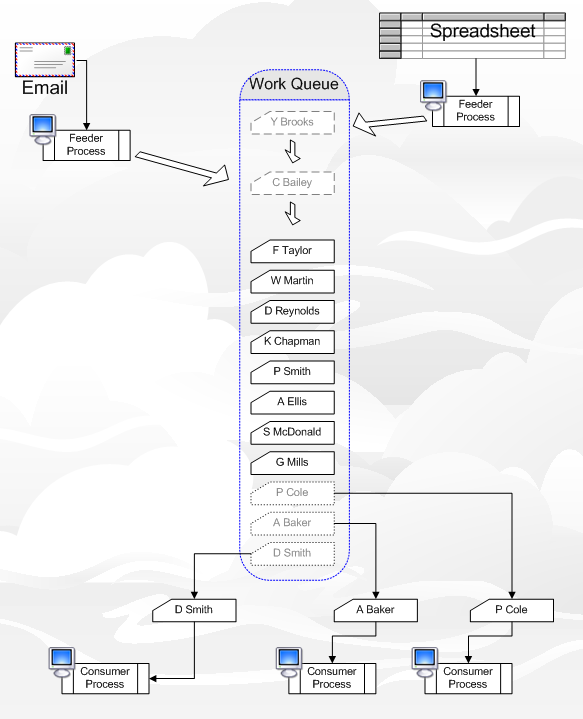 Spreadsheet
Email
Work Queue
Feeder
Process
Feeder
Process
Y Brooks
C Bailey
F Taylor
W Martin
D Reynolds
K Chapman
P Smith
A Ellis
S McDonald
G Mills
P Cole
A Baker
D Smith
D Smith
A Baker
P Cole
Consumer
Process
Consumer
Process
Consumer
Process